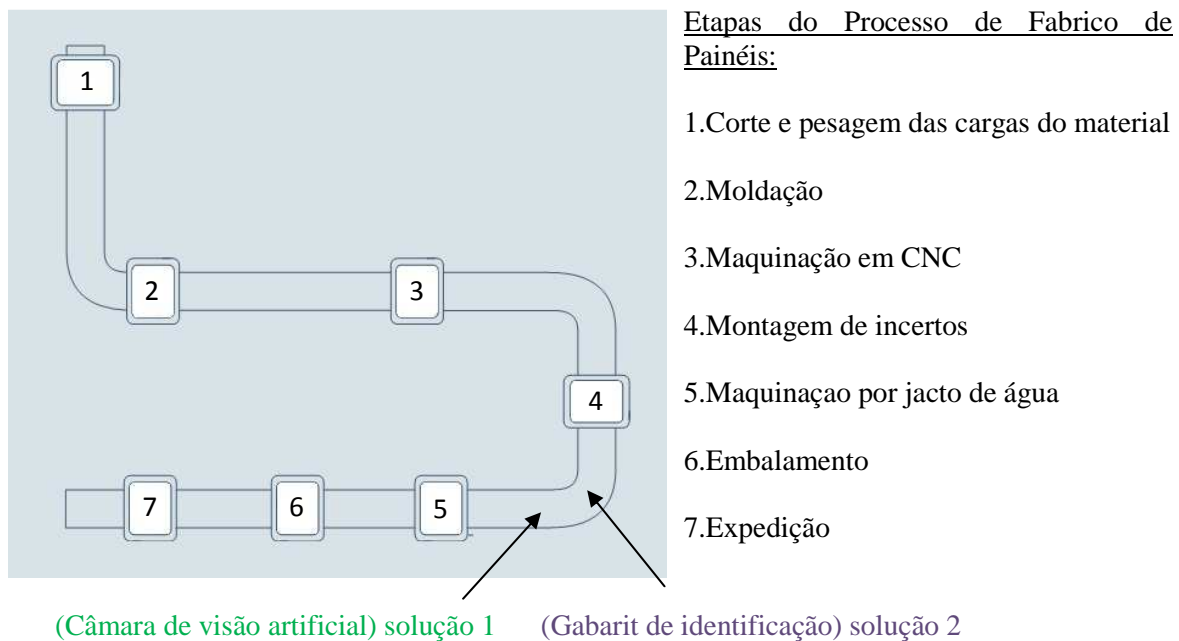 Etapas do Processo de Fabrico de
Painéis:
1
1.Corte e pesagem das cargas do material
2.Moldação
3.Maquinação em CNC
2
3
4.Montagem de incertos
4
5.Maquinaçao por jacto de água
6.Embalamento
7
6
5
7.Expedição
(Câmara de visão artificial) solução 1
(Gabarit de identificação) solução 2